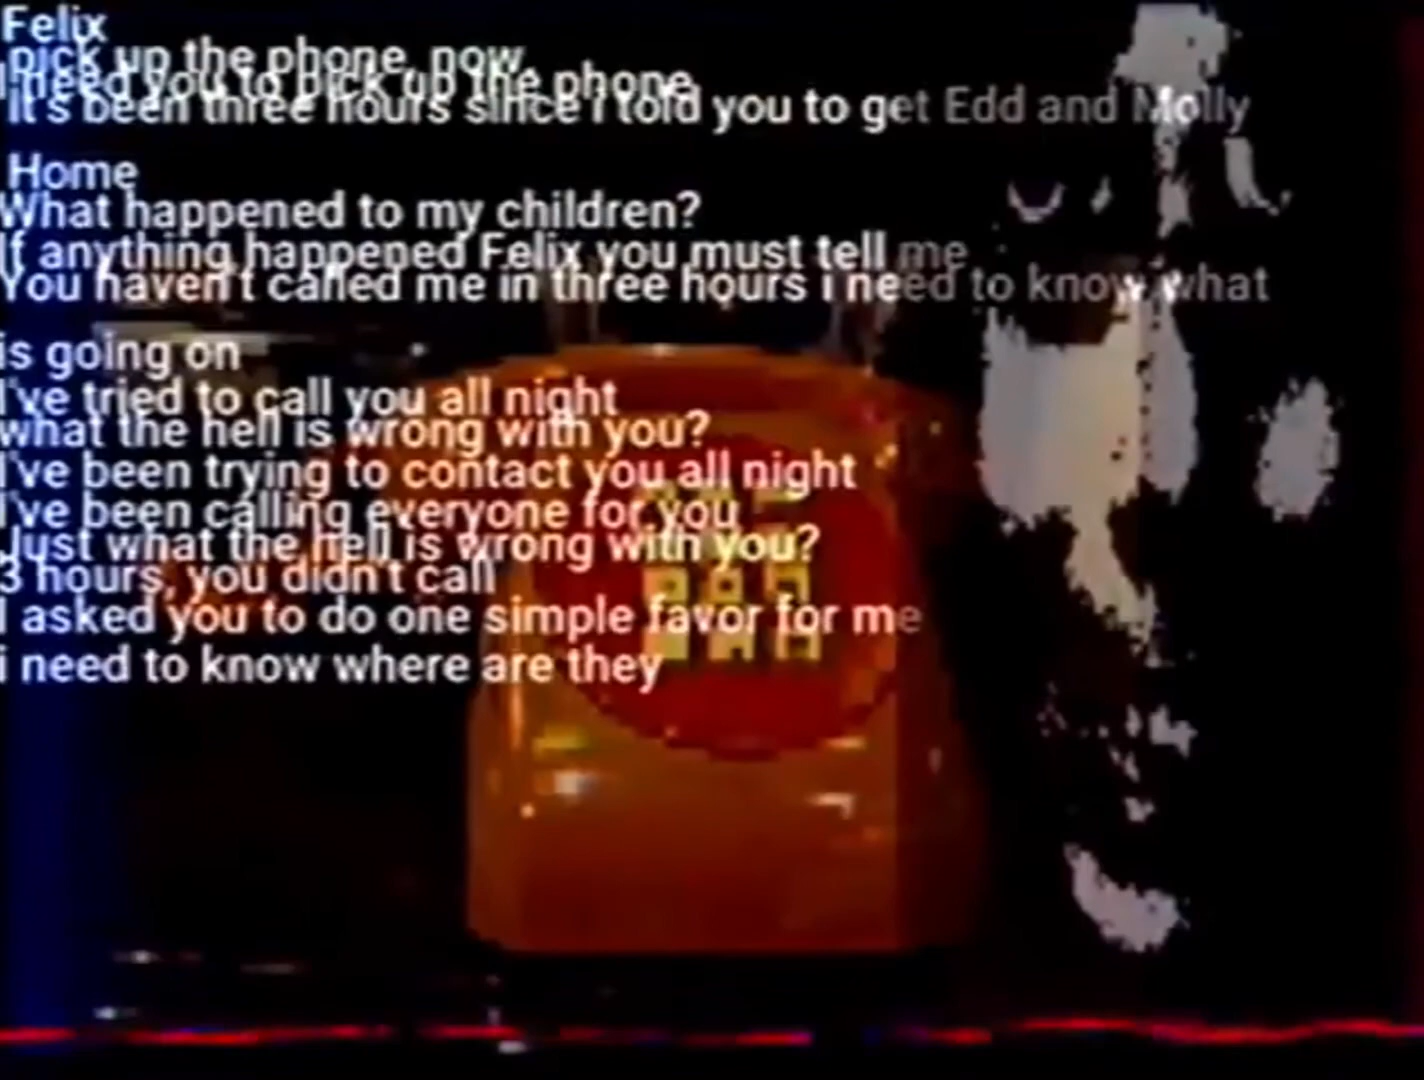 Felix
pick up the phone, now.
I need you to pick up the phone.
It's been three hours since i told you to get Edd and Molly
Home
What happened to my children?
If anything happened Felix you must tell me
You haven't called me in three hours i need to know what
is going on
I've tried to call you all night
what the hell is wrong with you?
I've been trying to contact you all night
I've been calling everyone for you
Just what the hell is wrong with you?
3 hours, you didn't call
I asked you to do one simple favor for me
i need to know where are they